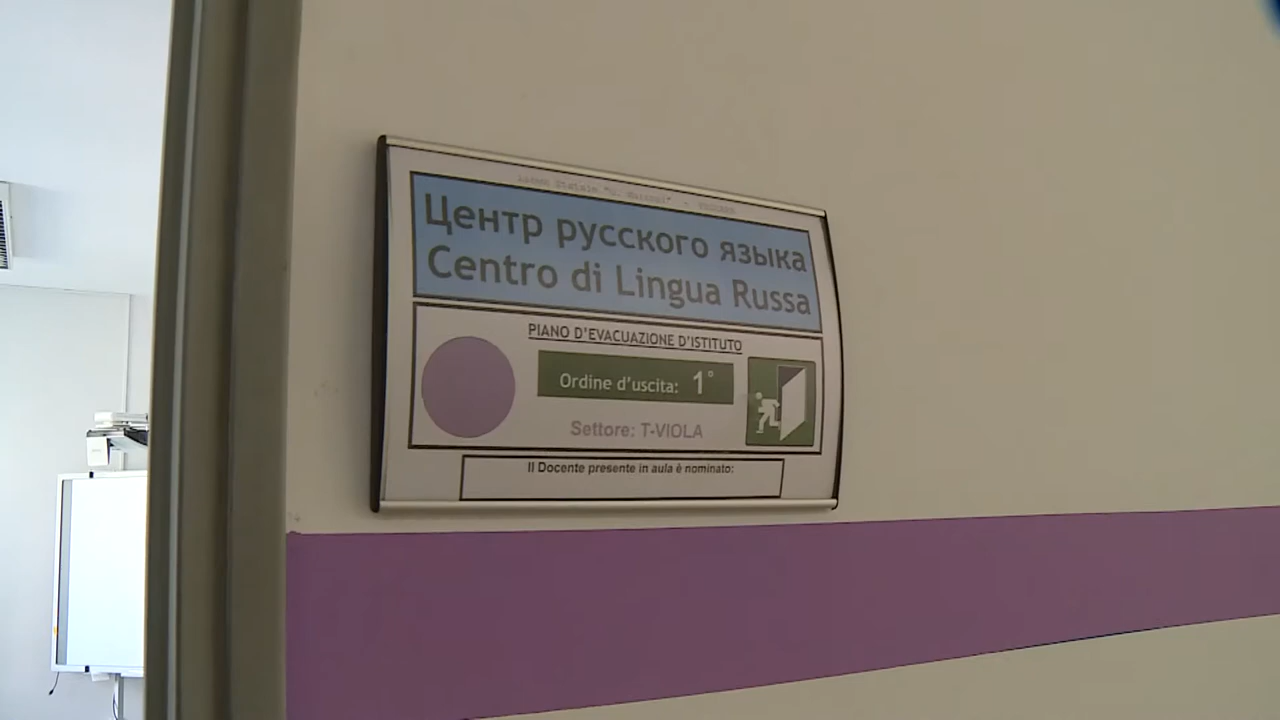 Центр русского языка
Centro di Lingua Russa
PIANO D'EVACUAZIONE D'ISTITUTO
Ordine d'uscita: 1°
Settore: T-VIOLA
Il Docente presente in aula è nominato: